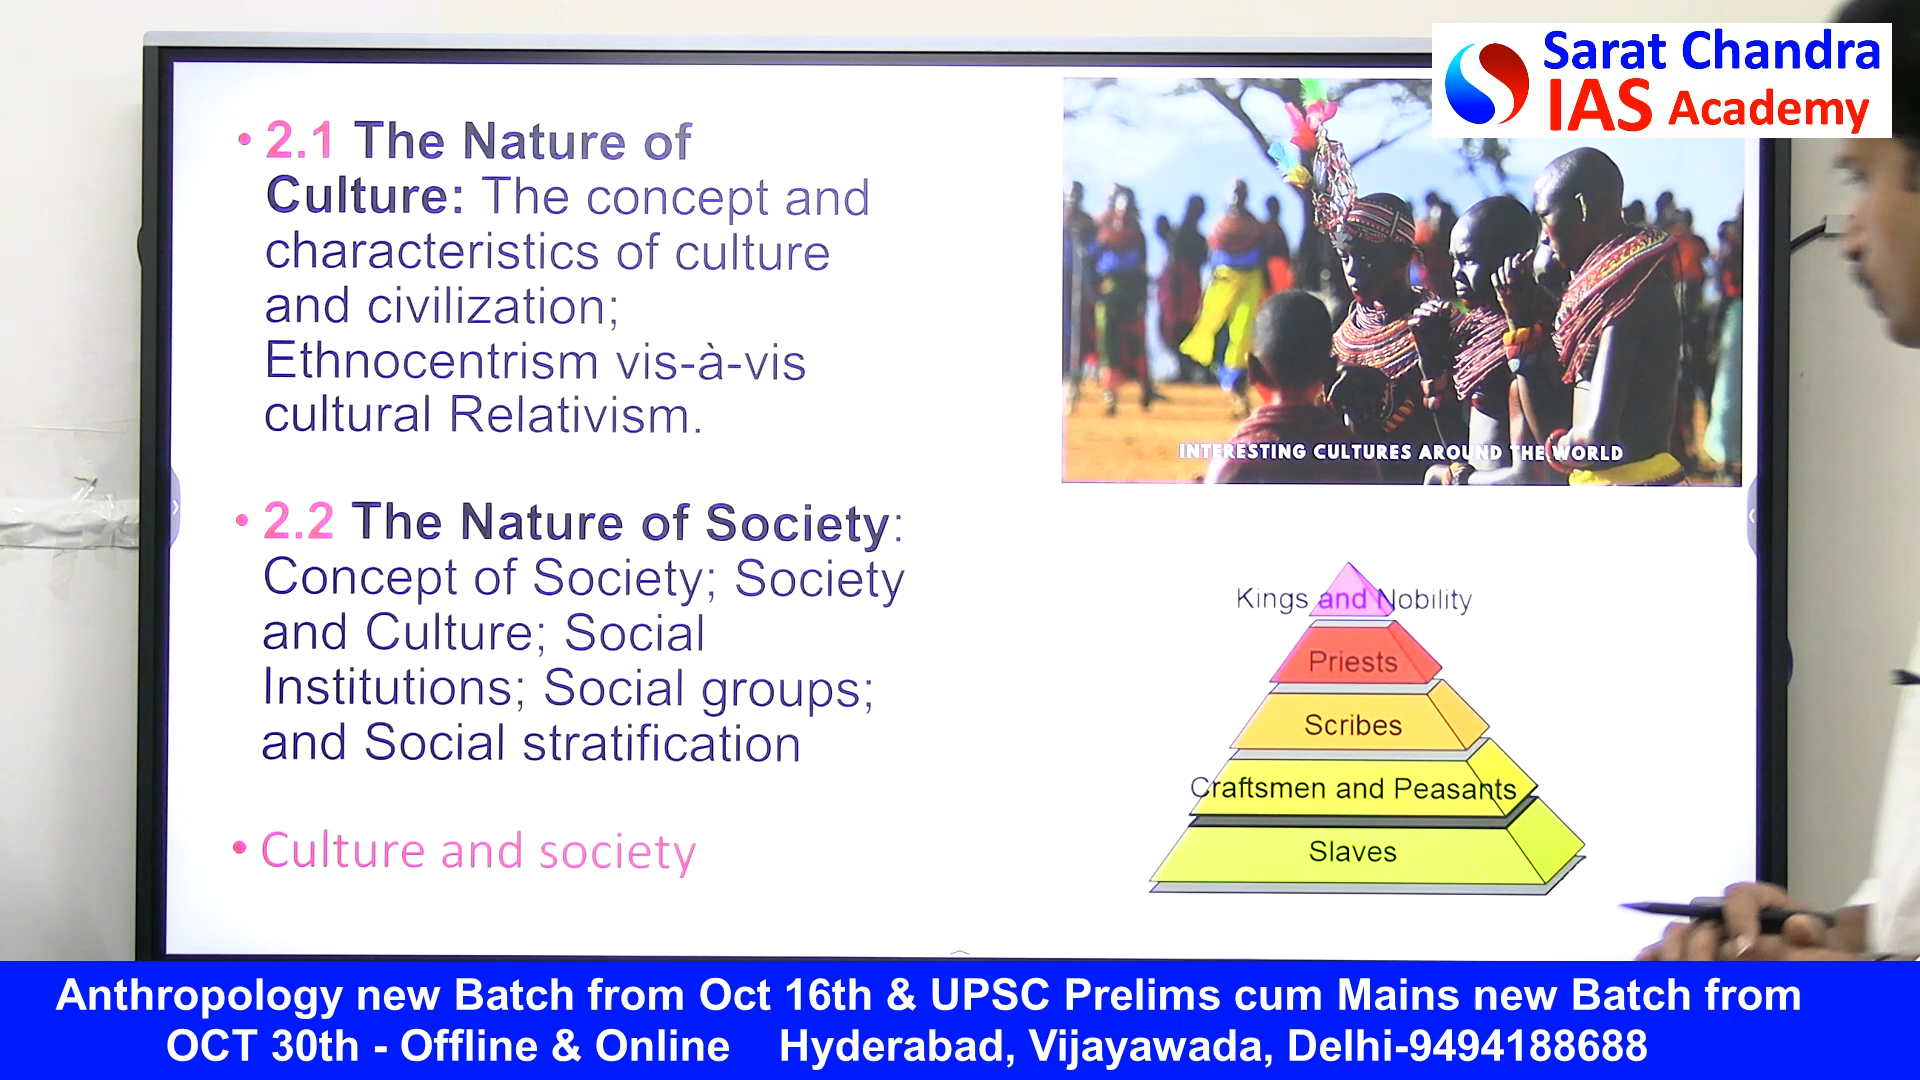 Sarat Chandra
IAS Academy
• 2.1 The Nature of
Culture: The concept and
characteristics of culture
and civilization;
Ethnocentrism vis-à-vis
cultural Relativism.
• 2.2 The Nature of Society:
Concept of Society; Society
and Culture; Social
Institutions; Social groups;
and Social stratification
• Culture and society
INTERESTING CULTURES AROUND THE WORLD
Kings and Nobility
Priests
Scribes
Craftsmen and Peasants
Slaves
Anthropology new Batch from Oct 16th & UPSC Prelims cum Mains new Batch from
OCT 30th - Offline & Online Hyderabad, Vijayawada, Delhi-9494188688